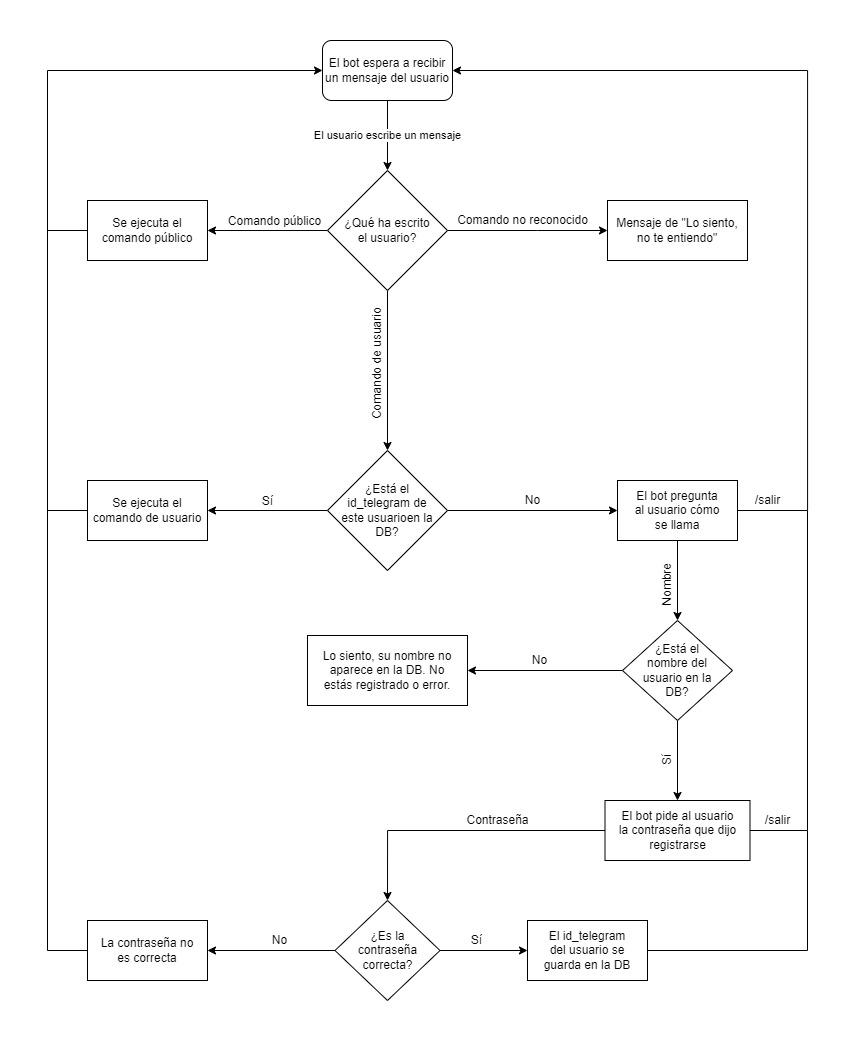 El bot espera a recibir
un mensaje del usuario
El usuario escribe un mensaje
Se ejecuta el
comando público
Comando público
¿Qué ha escrito
el usuario?
Comando no reconocido
Mensaje de "Lo siento,
no te entiendo"
Comando de usuario
Se ejecuta el
comando de usuario
Sí
¿Está el
id_telegram de
este usuarioen la
DB?
No
El bot pregunta
al usuario cómo
se llama
/salir
Nombre
Lo siento, su nombre no
aparece en la DB. No
estás registrado o error.
No
¿Está el
nombre del
usuario en la
DB?
Sí
El bot pide al usuario
la contraseña que dijo
registrarse
/salir
Contraseña
La contraseña no
es correcta
No
¿Es la
contraseña
correcta?
Sí
El id_telegram
del usuario se
guarda en la DB